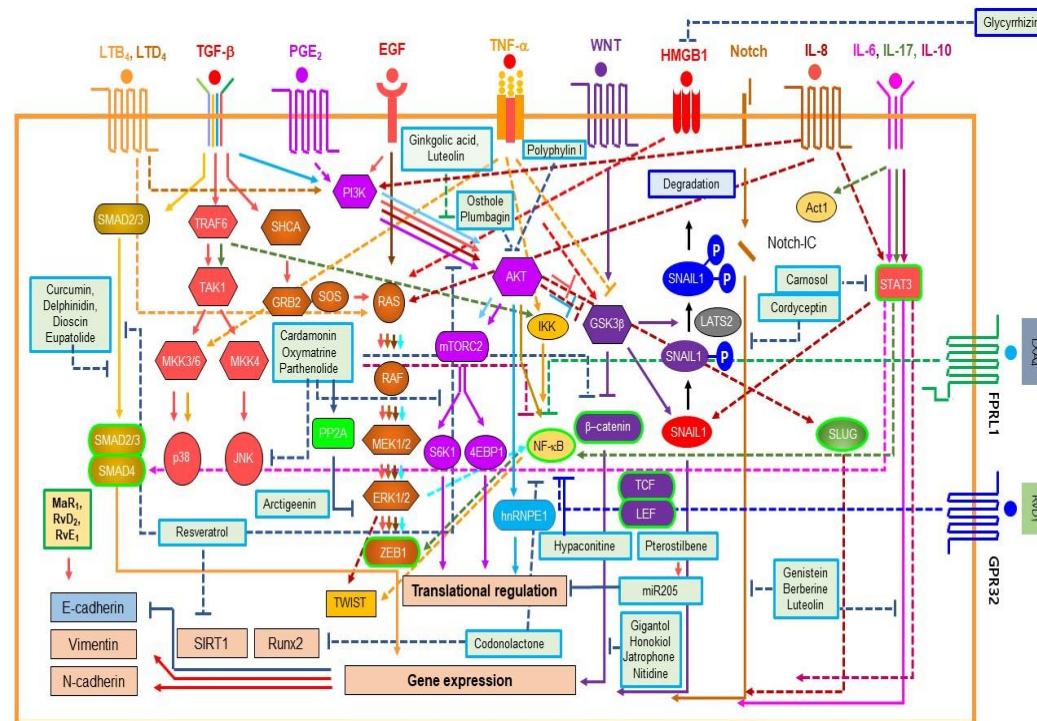 Glycyrrhizin
LTB4, LTD4
TGF-β
PGE2
EGF
TNF-α
WNT
HMGB1
Notch
IL-8
IL-6, IL-17, IL-10
Ginkgolic acid,
Luteolin
Polyphylin I
PI3K
Degradation
Act1
SMAD2/3
TRAF6
SHCA
Osthole
Plumbagin
P
Notch-IC
SNAIL1
P
AKT
TAK1
Curcumin,
Delphinidin,
Dioscin
Eupatolide
GRB2
SOS
RAS
IKK
GSK3β
LATS2
Carnosol
Cordyceptin
STAT3
Cardamonin
Oxymatrine
Parthenolide
mTORC2
MKK3/6
MKK4
SNAIL1
P
RAF
FPRL1
SMAD2/3
SMAD4
p38
JNK
PP2A
MEK1/2
S6K1
4EBP1
NF-κB
β–catenin
SNAIL1
SLUG
MaR1,
RvD2,
RvE1
Arctigeenin
ERK1/2
hnRNPE1
TCF
LEF
GPR32
Resveratrol
ZEB1
Hypaconitine
Pterostilbene
Genistein
Berberine
Luteolin
E-cadherin
TWIST
Translational regulation
miR205
Vimentin
SIRT1
Runx2
Codonolactone
Gigantol
Honokiol
Jatrophone
Nitidine
N-cadherin
Gene expression